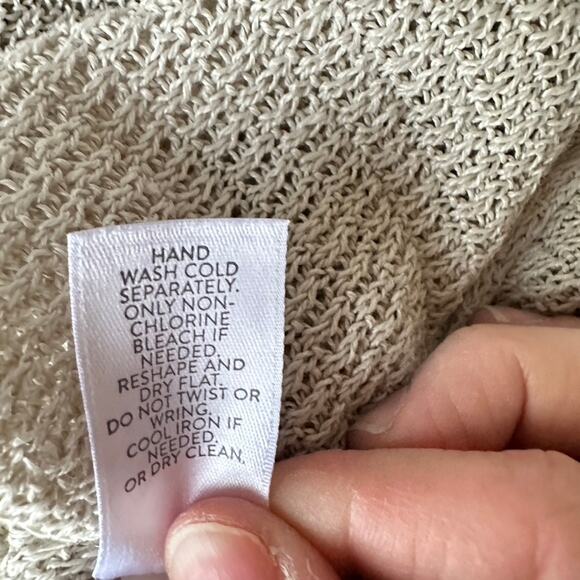 HAND
WASH COLD
SEPARATELY.
ONLY NON-
CHLORINE
BLEACH IF
NEEDED.
RESHAPE AND
DRY FLAT.
DO NOT TWIST OR
WRING.
COOL IRON IF
NEEDED.
OR DRY CLEAN.